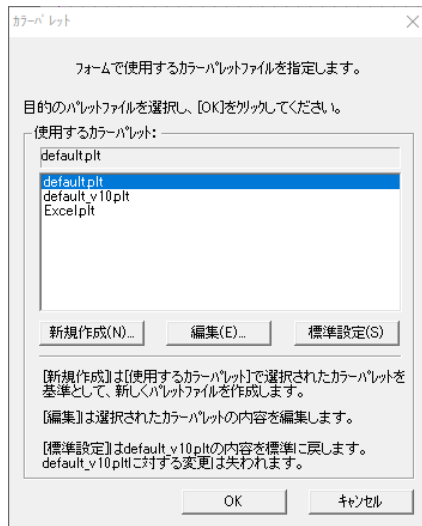 カラーパレット
フォームで使用するカラーパレットファイルを指定します。
目的のパレットファイルを選択し、[OK]をクリックしてください。
使用するカラーパレット:
default.plt
default.plt
default_v10.plt
Excel.plt
新規作成(N)... 編集(E)... 標準設定(S)
[新規作成]は[使用するカラーパレット]で選択されたカラーパレットを
基準として、新しくパレットファイルを作成します。
[編集]は選択されたカラーパレットの内容を編集します。
[標準設定]はdefault_v10.pltの内容を標準に戻します。
default_v10.pltに対する変更は失われます。
OK キャンセル